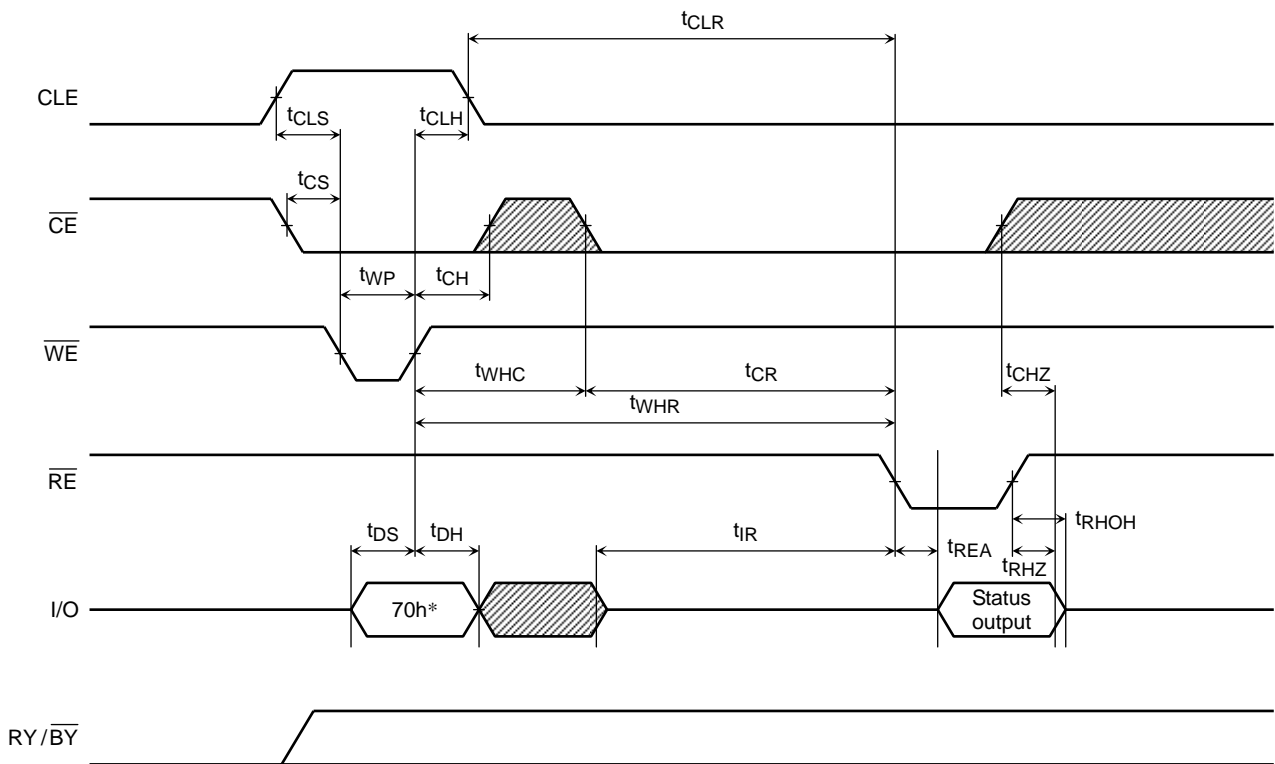 tCLR
CLE
tCLS
tCLH
tCS
CE
tWP
tCH
WE
tWHC
tCR
tCHZ
tWHR
RE
tDS
tDH
tIR
tREA
tRHOH
tRHZ
I/O
70h*
Status
output
RY/BY